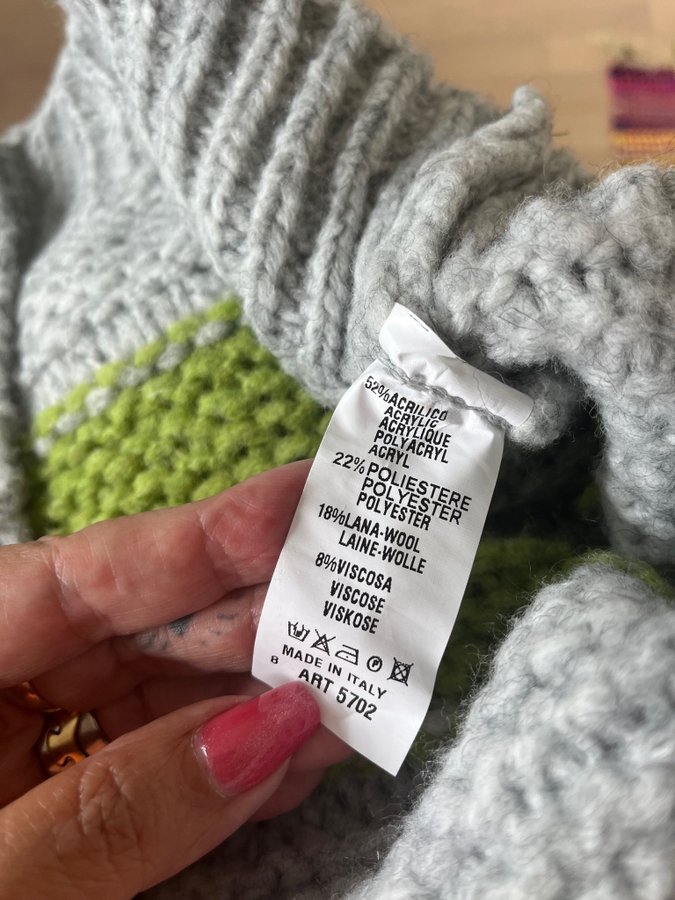 52%ACRILICO
ACRYLIC
ACRYLIQUE
POLYACRYL
ACRYL
22%POLIESTERE
POLYESTER
POLYESTER
18%LANA-WOOL
LAINE-WOLLE
8%VISCOSA
VISCOSE
VISKOSE
P
MADE IN ITALY
8 ART 5702